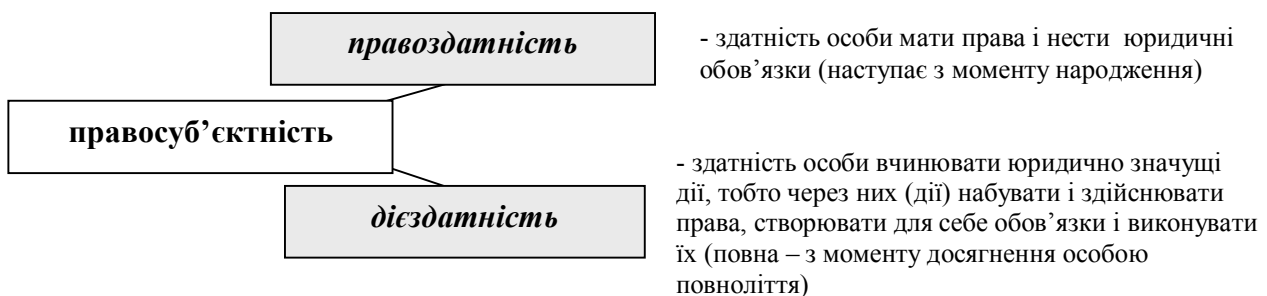 правоздатність
- здатність особи мати права і нести юридичні
обов’язки (наступає з моменту народження)
правосуб’єктність
дієздатність
- здатність особи вчинювати юридично значущі
дії, тобто через них (дії) набувати і здійснювати
права, створювати для себе обов’язки і виконувати
їх (повна – з моменту досягнення особою
повноліття)